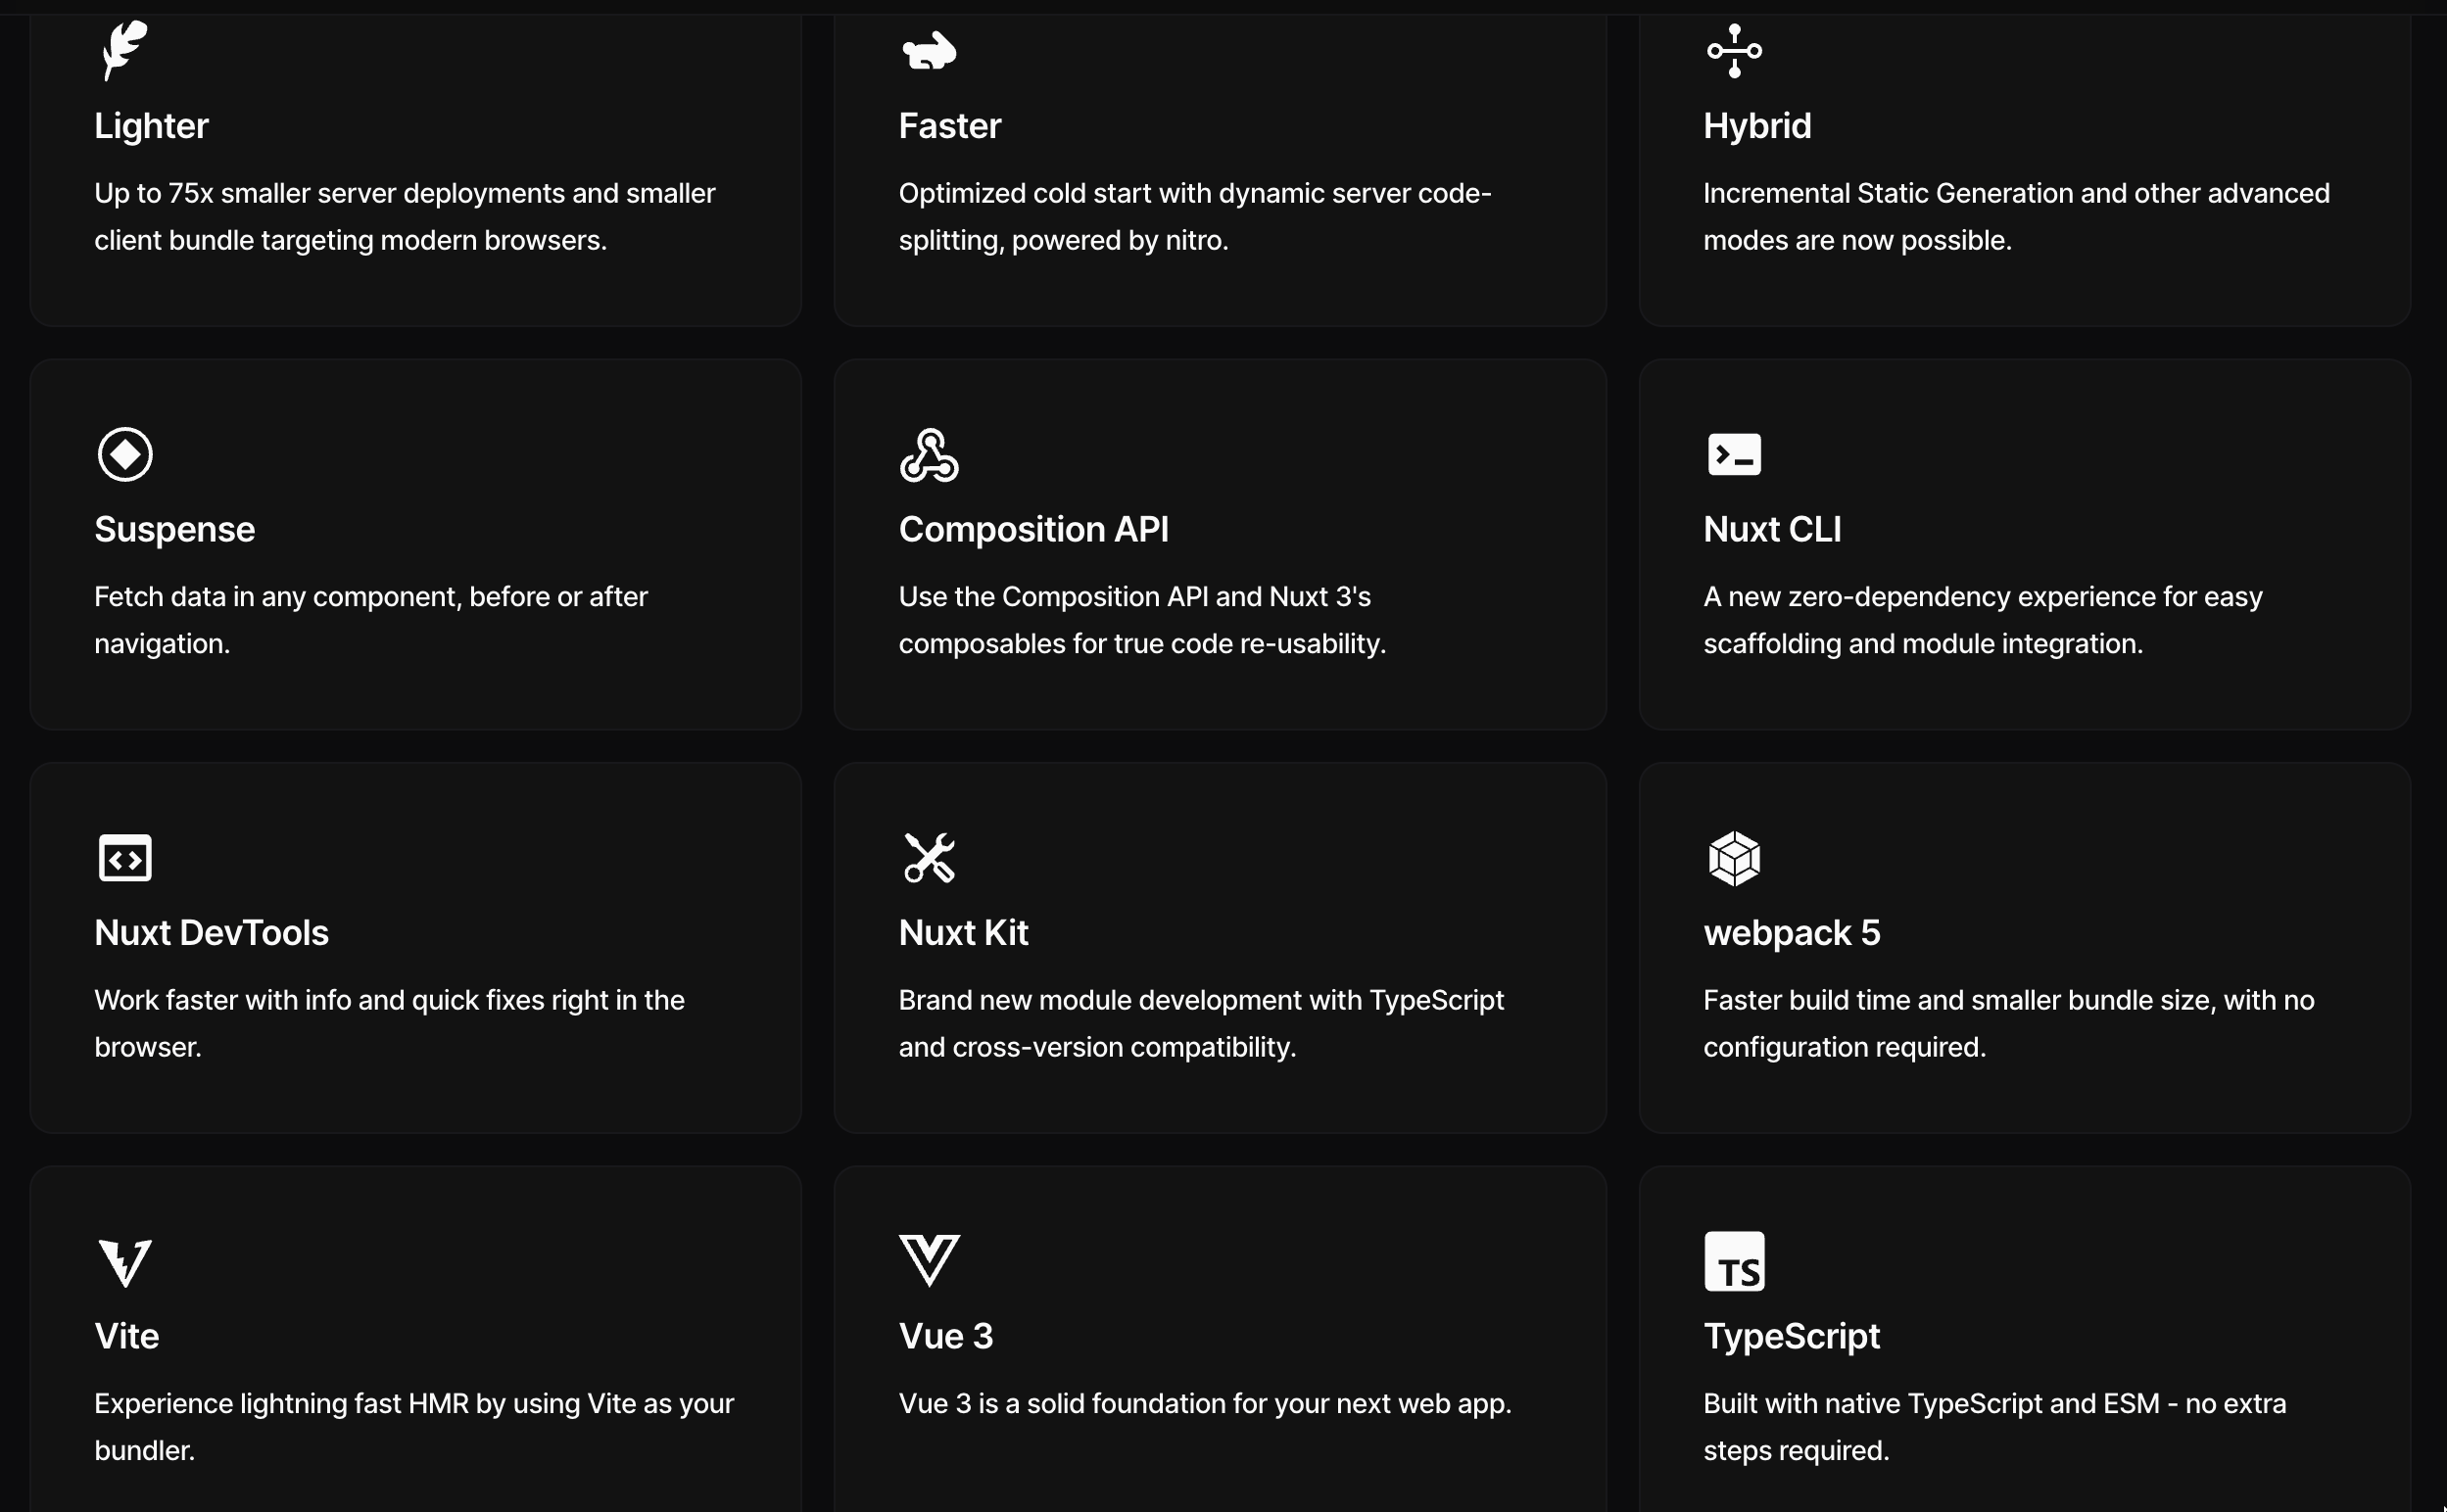 Lighter
Up to 75x smaller server deployments and smaller
client bundle targeting modern browsers.
Faster
Optimized cold start with dynamic server code-
splitting, powered by nitro.
Hybrid
Incremental Static Generation and other advanced
modes are now possible.
Suspense
Fetch data in any component, before or after
navigation.
Composition API
Use the Composition API and Nuxt 3's
composables for true code re-usability.
Nuxt CLI
A new zero-dependency experience for easy
scaffolding and module integration.
Nuxt DevTools
Work faster with info and quick fixes right in the
browser.
Nuxt Kit
Brand new module development with TypeScript
and cross-version compatibility.
webpack 5
Faster build time and smaller bundle size, with no
configuration required.
Vite
Experience lightning fast HMR by using Vite as your
bundler.
Vue 3
Vue 3 is a solid foundation for your next web app.
TS
TypeScript
Built with native TypeScript and ESM - no extra
steps required.